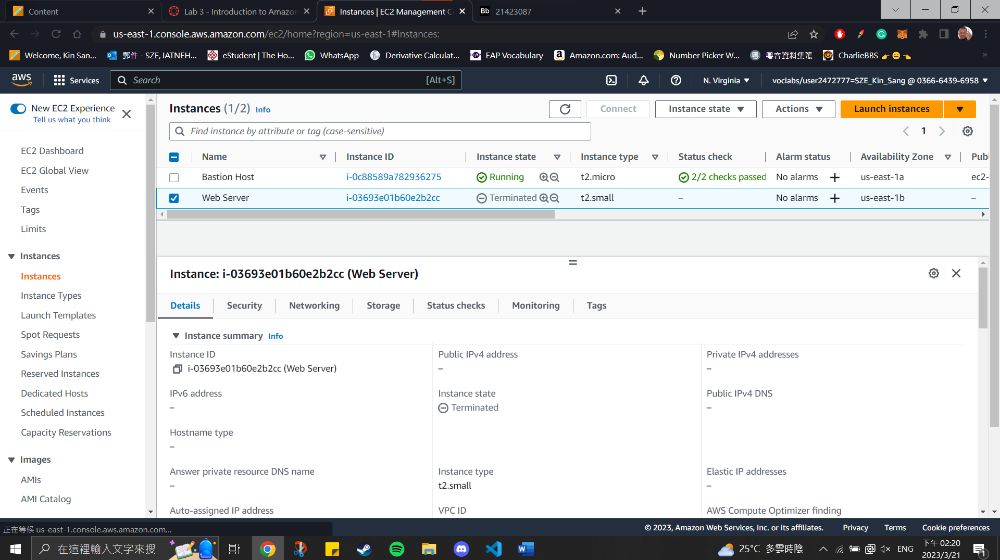 Content
Lab 3 - Introduction to Amazon
Instances | EC2 Management Co
Bb 21423087
us-east-1.console.aws.amazon.com/ec2/home?region=us-east-1#Instances:
Welcome, Kin San...
郵件 - SZE, IATNEH...
eStudent | The Ho...
WhatsApp
Derivative Calculat...
EAP Vocabulary
Amazon.com: Aud...
Number Picker W...
粵音資料集叢
CharlieBBS 👉😑👈
aws
Services
Search [Alt+S]
N. Virginia
voclabs/user2472777=SZE_Kin_Sang @ 0366-6439-6958
New EC2 Experience
Tell us what you think
EC2 Dashboard
EC2 Global View
Events
Tags
Limits
Instances
Instances
Instance Types
Launch Templates
Spot Requests
Savings Plans
Reserved Instances
Dedicated Hosts
Scheduled Instances
Capacity Reservations
Images
AMIs
AMI Catalog
Instances (1/2) Info
Connect
Instance state
Actions
Launch instances
Find instance by attribute or tag (case-sensitive)
1
Name Instance ID Instance state Instance type Status check Alarm status Availability Zone Publ
Bastion Host i-0c88589a782936275 Running t2.micro 2/2 checks passed No alarms + us-east-1a ec2-
Web Server i-03693e01b60e2b2cc Terminated t2.small – No alarms + us-east-1b –
Instance: i-03693e01b60e2b2cc (Web Server)
Details Security Networking Storage Status checks Monitoring Tags
Instance summary Info
Instance ID
i-03693e01b60e2b2cc (Web Server)
Public IPv4 address
–
Private IPv4 addresses
–
IPv6 address
–
Instance state
Terminated
Public IPv4 DNS
–
Hostname type
–
Answer private resource DNS name
–
Instance type
t2.small
Elastic IP addresses
–
Auto-assigned IP address
VPC ID
AWS Compute Optimizer finding
正在等候 us-east-1.console.aws.amazon.com...
© 2023, Amazon Web Services, Inc. or its affiliates.
Privacy
Terms
Cookie preferences
在這裡輸入文字來搜
25°C 多雲時陰
ENG
下午 02:20
2023/3/21
1